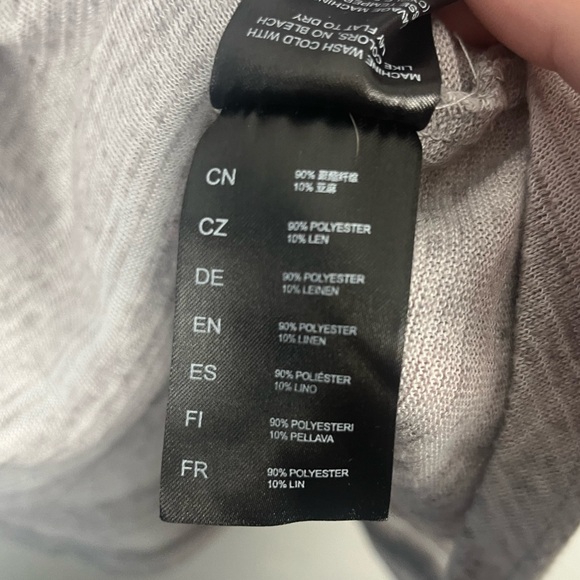 MACHINE WASH COLD WITH
LIKE COLORS. NO BLEACH
FLAT TO DRY
CN
90% 聚酯纤维
10% 亚麻
CZ
90% POLYESTER
10% LEN
DE
90% POLYESTER
10% LEINEN
EN
90% POLYESTER
10% LINEN
ES
90% POLIÉSTER
10% LINO
FI
90% POLYESTERI
10% PELLAVA
FR
90% POLYESTER
10% LIN